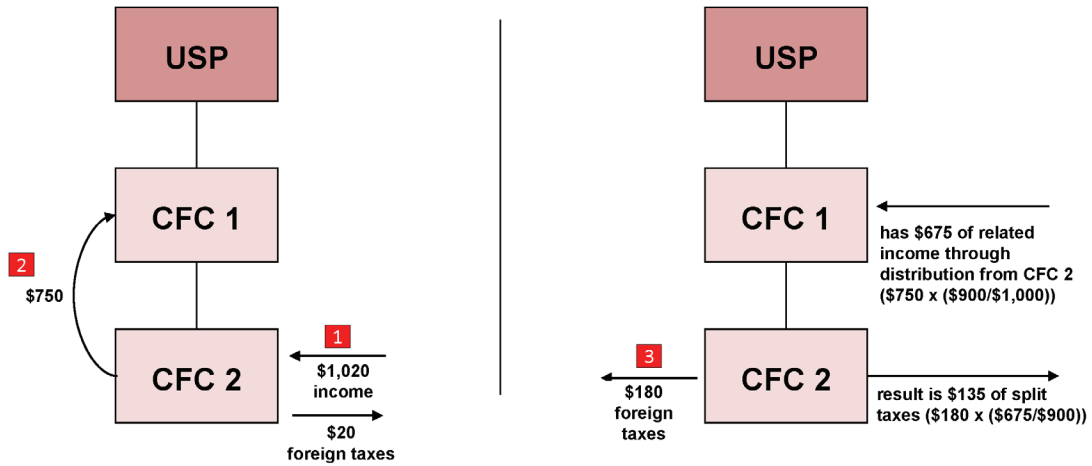 USP
CFC 1
2
$750
1
CFC 2
$1,020
income
$20
foreign taxes
USP
CFC 1
has $675 of related
income through
distribution from CFC 2
($750 x ($900/$1,000))
3
CFC 2
$180
foreign
taxes
result is $135 of split
taxes ($180 x ($675/$900))